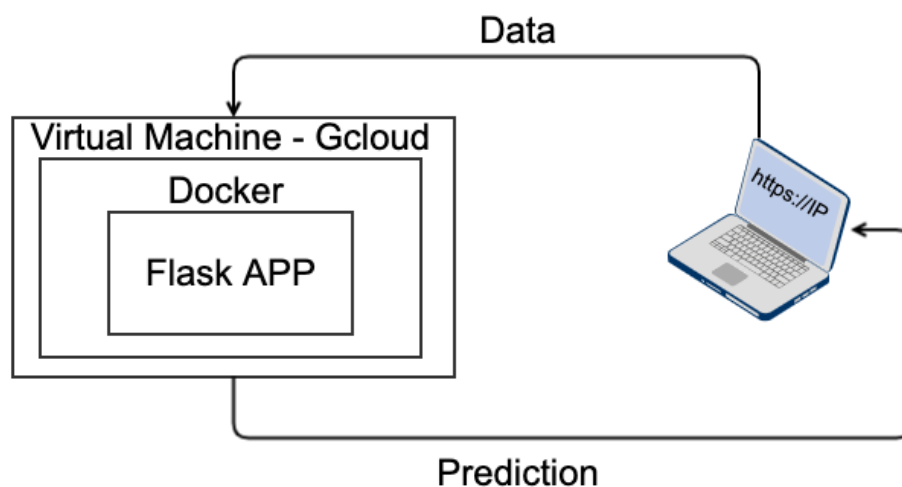 Data
Virtual Machine - Gcloud
Docker
Flask APP
https://IP
Prediction